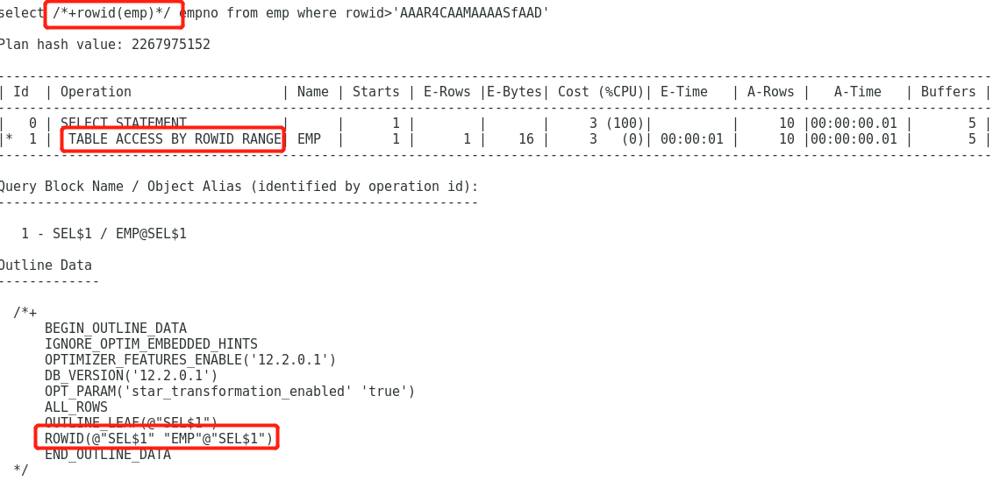 select /*+rowid(emp)*/ empno from emp where rowid>'AAAR4CAAMAAAASfAAD'
Plan hash value: 2267975152
---------------------------------------------------------------------------------------------------------------------------
| Id  | Operation                   | Name | Starts | E-Rows |E-Bytes| Cost (%CPU)| E-Time   | A-Rows |   A-Time   | Buffers |
---------------------------------------------------------------------------------------------------------------------------
|   0 | SELECT STATEMENT            |      |      1 |        |       |     3 (100)|          |     10 |00:00:00.01 |       5 |
|*  1 |  TABLE ACCESS BY ROWID RANGE| EMP  |      1 |      1 |    16 |     3   (0)| 00:00:01 |     10 |00:00:00.01 |       5 |
---------------------------------------------------------------------------------------------------------------------------
Query Block Name / Object Alias (identified by operation id):
-------------------------------------------------------------
   1 - SEL$1 / EMP@SEL$1
Outline Data
-------------
  /*+
      BEGIN_OUTLINE_DATA
      IGNORE_OPTIM_EMBEDDED_HINTS
      OPTIMIZER_FEATURES_ENABLE('12.2.0.1')
      DB_VERSION('12.2.0.1')
      OPT_PARAM('star_transformation_enabled' 'true')
      ALL_ROWS
      OUTLINE_LEAF(@"SEL$1")
      ROWID(@"SEL$1" "EMP"@"SEL$1")
      END_OUTLINE_DATA
  */